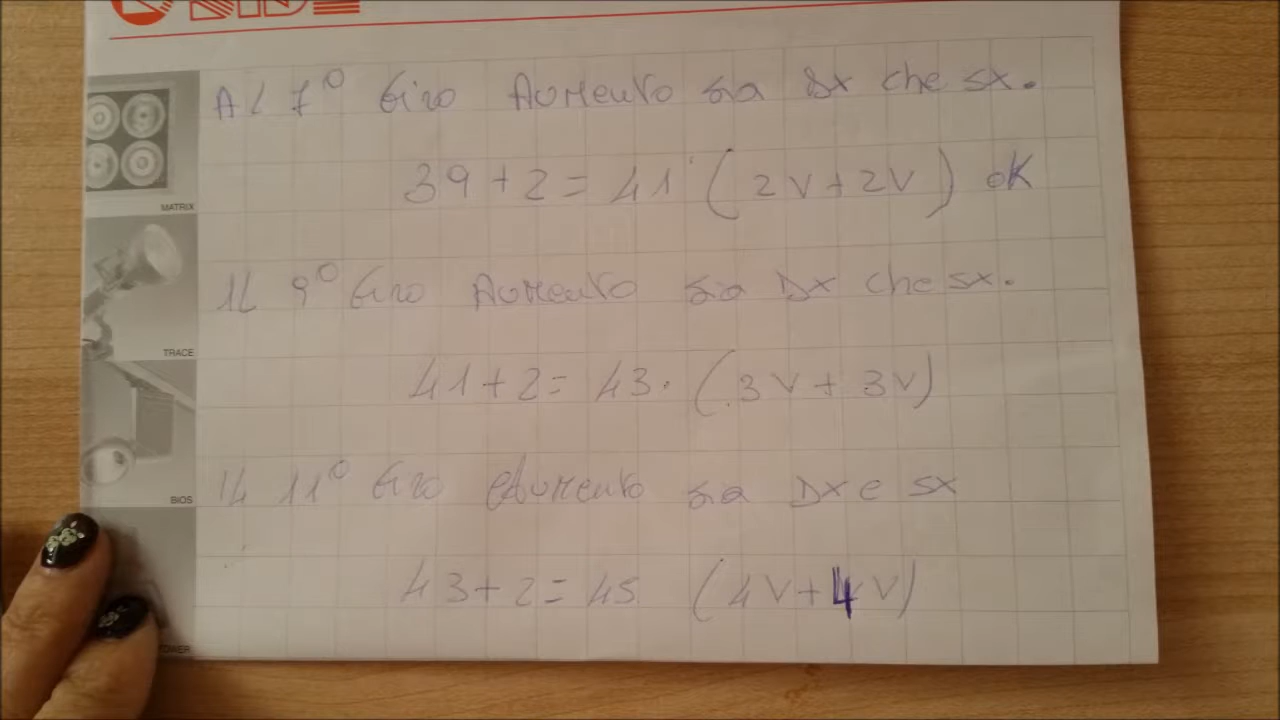 AL 7° Giro Aumento sia Dx che sx.
39+2=41 (2V+2V) OK
IL 9° Giro Aumento sia Dx che sx.
41+2=43. (3V+3V)
IL 11° Giro Aumento sia Dx e sx
43+2=45 (4V+4V)
MATRIX
TRACE
BIOS